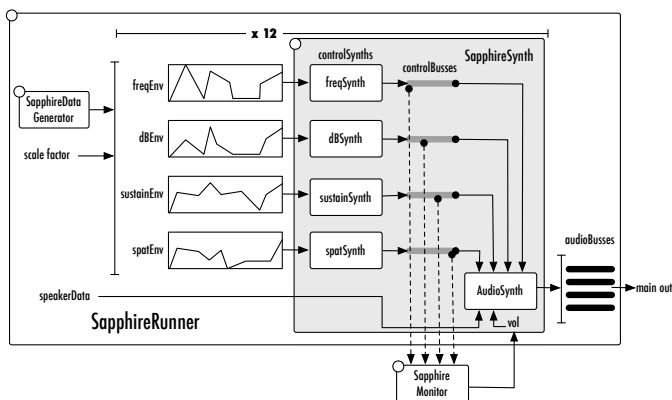 x 12
controlSynths
SapphireSynth
controlBusses
freqEnv
freqSynth
SapphireData
Generator
dBEnv
dBSynth
scale factor
sustainEnv
sustainSynth
spatEnv
spatSynth
audioBusses
speakerData
AudioSynth
main out
SapphireRunner
vol
Sapphire
Monitor